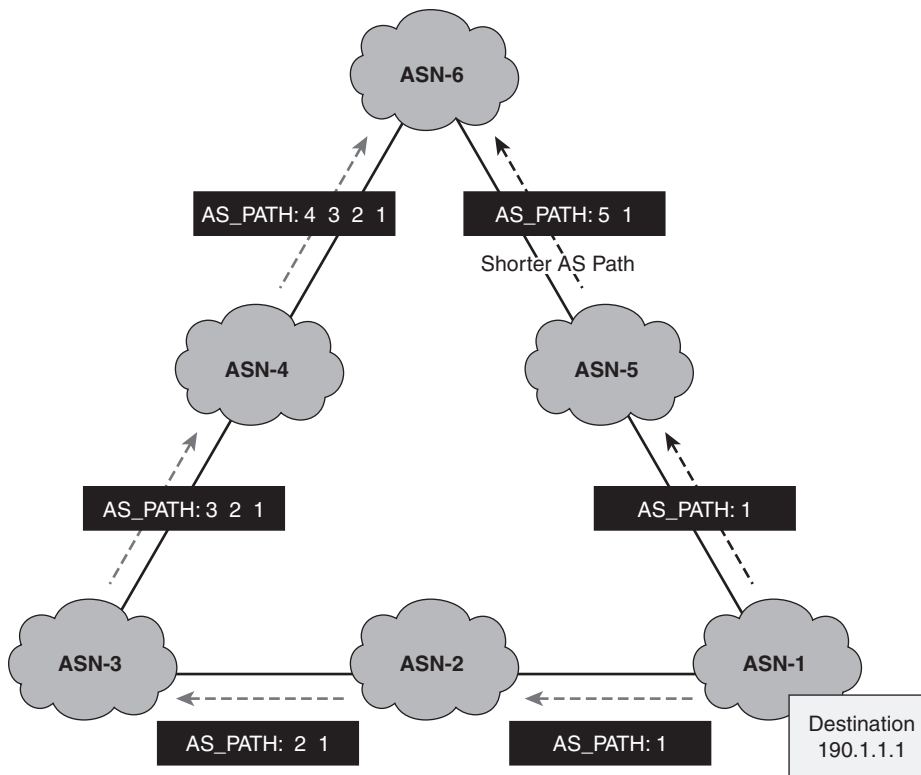 ASN-6
AS_PATH: 4 3 2 1
AS_PATH: 5 1
Shorter AS Path
ASN-4
ASN-5
AS_PATH: 3 2 1
AS_PATH: 1
ASN-3
ASN-2
ASN-1
AS_PATH: 2 1
AS_PATH: 1
Destination
190.1.1.1